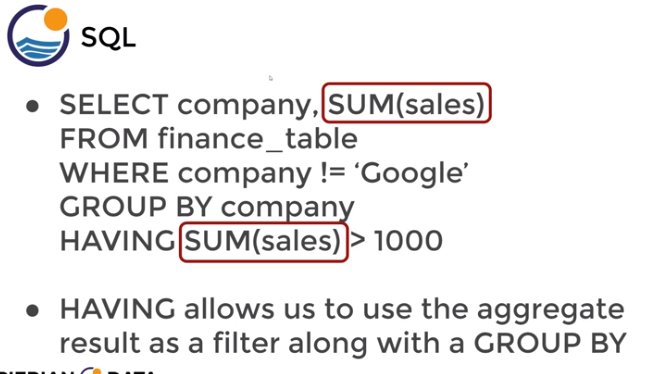 SQL
● SELECT company, SUM(sales)
FROM finance_table
WHERE company != ‘Google’
GROUP BY company
HAVING SUM(sales) > 1000
● HAVING allows us to use the aggregate
result as a filter along with a GROUP BY